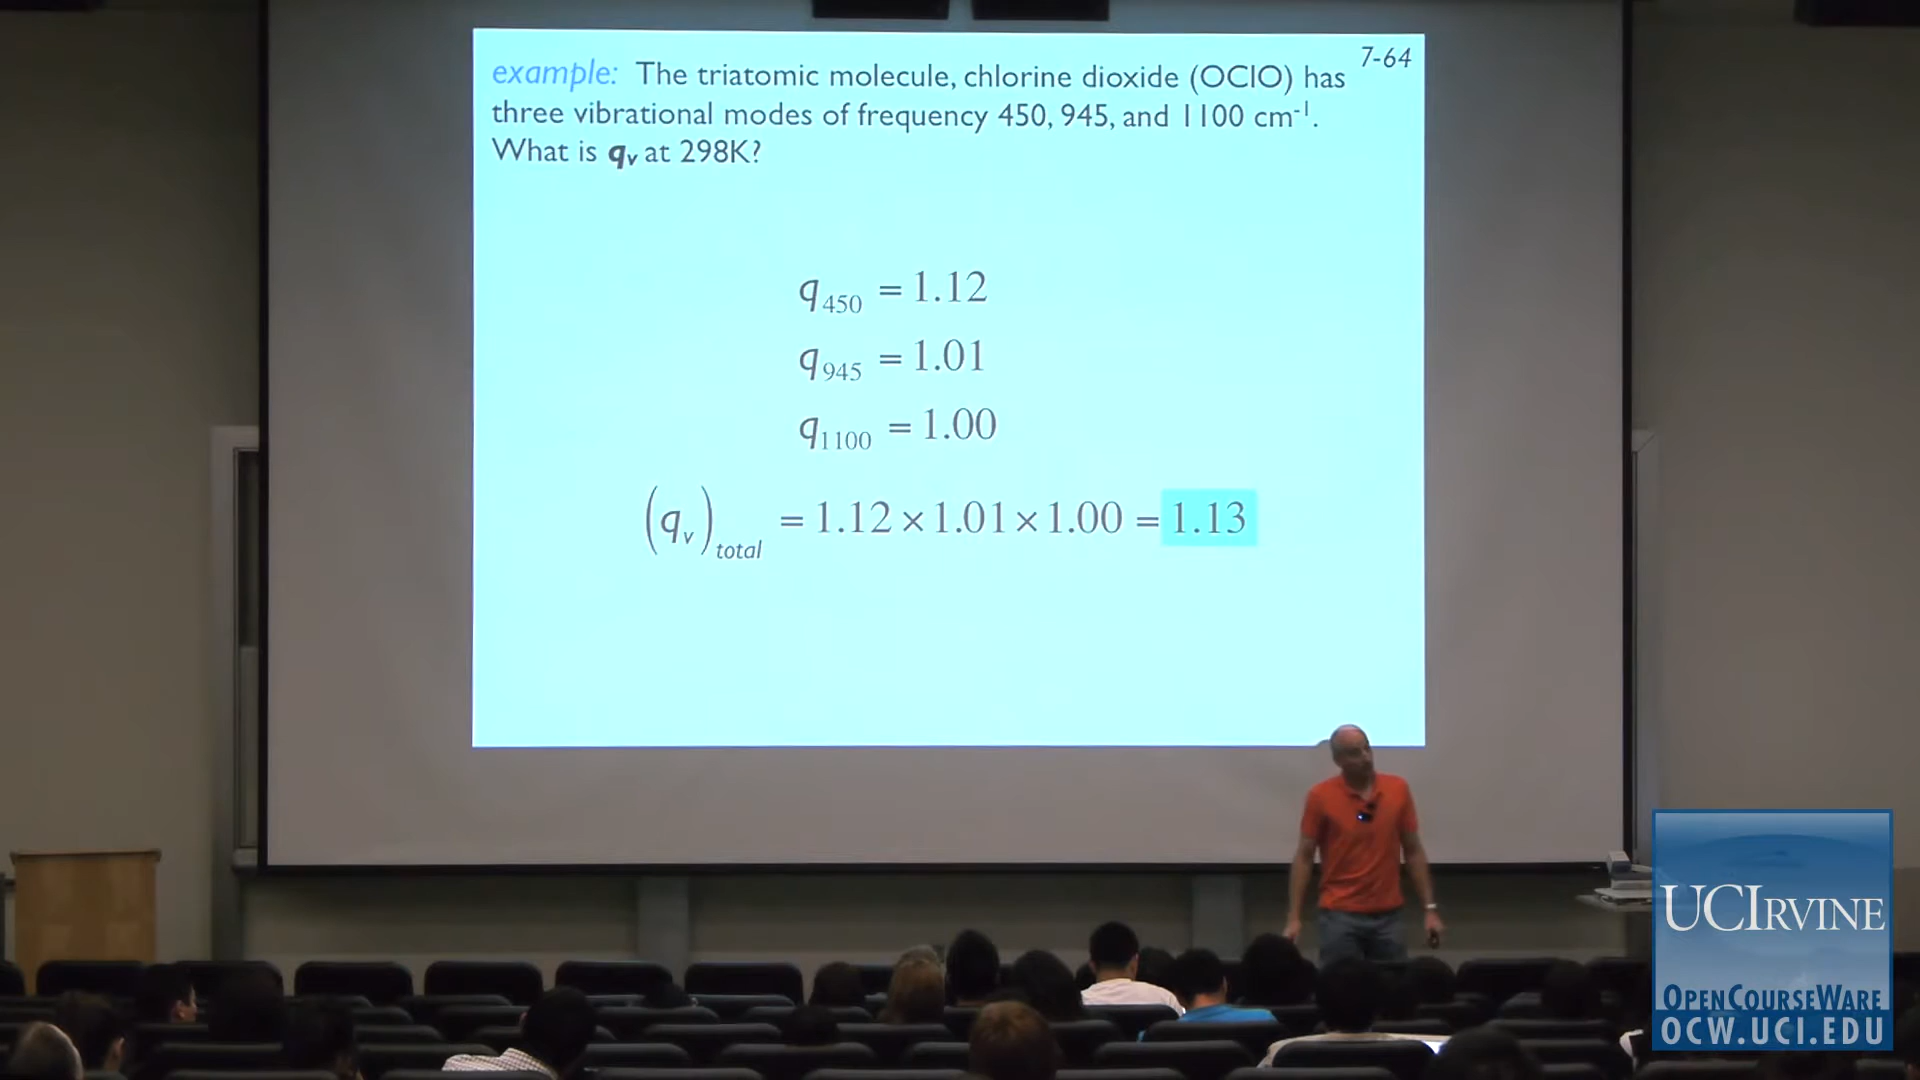 7-64
example: The triatomic molecule, chlorine dioxide (OClO) has
three vibrational modes of frequency 450, 945, and 1100 cm⁻¹.
What is qᵥ at 298K?
q₄₅₀ = 1.12
q₉₄₅ = 1.01
q₁₁₀₀ = 1.00
(qᵥ)total = 1.12 × 1.01 × 1.00 = 1.13
UCIRVINE
OPENCOURSEWARE
OCW.UCI.EDU